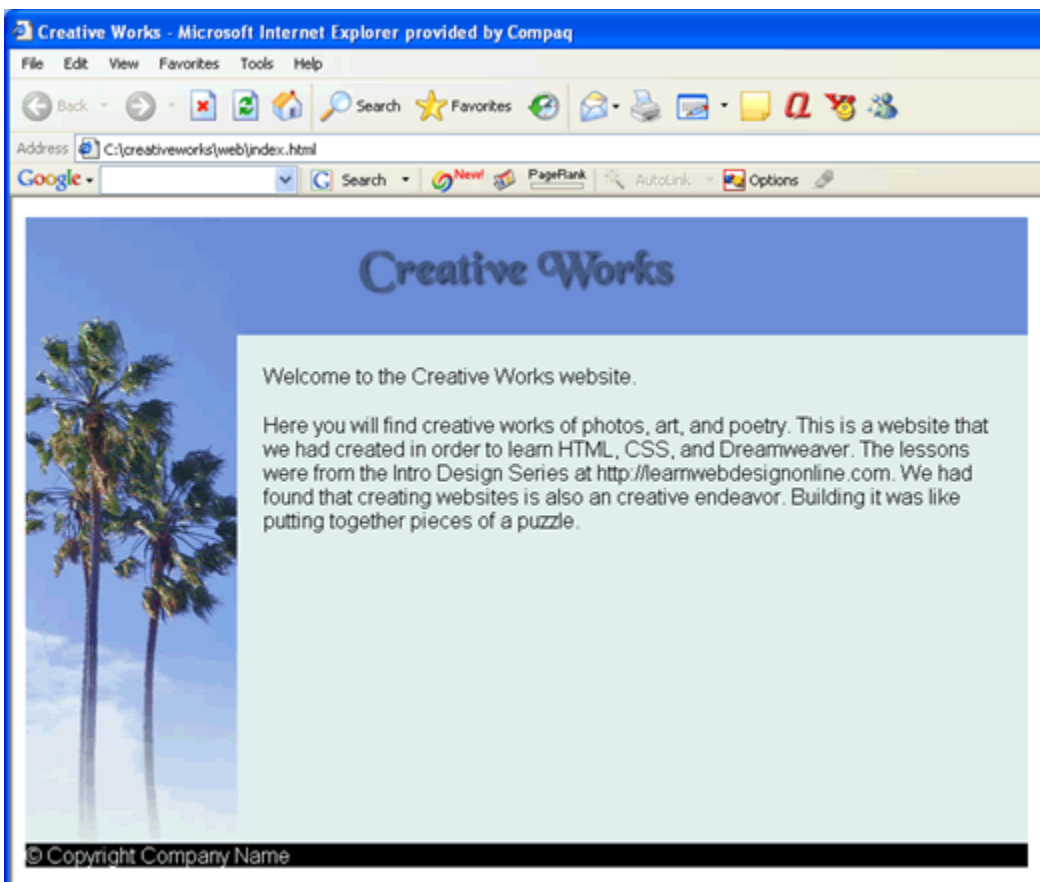 Creative Works - Microsoft Internet Explorer provided by Compaq
File Edit View Favorites Tools Help
Back Search Favorites
Address C:\creativeworks\web\index.html
Google G Search New! PageRank AutoLink Options
Creative Works
Welcome to the Creative Works website.
Here you will find creative works of photos, art, and poetry. This is a website that
we had created in order to learn HTML, CSS, and Dreamweaver. The lessons
were from the Intro Design Series at http://learnwebdesignonline.com. We had
found that creating websites is also an creative endeavor. Building it was like
putting together pieces of a puzzle.
© Copyright Company Name